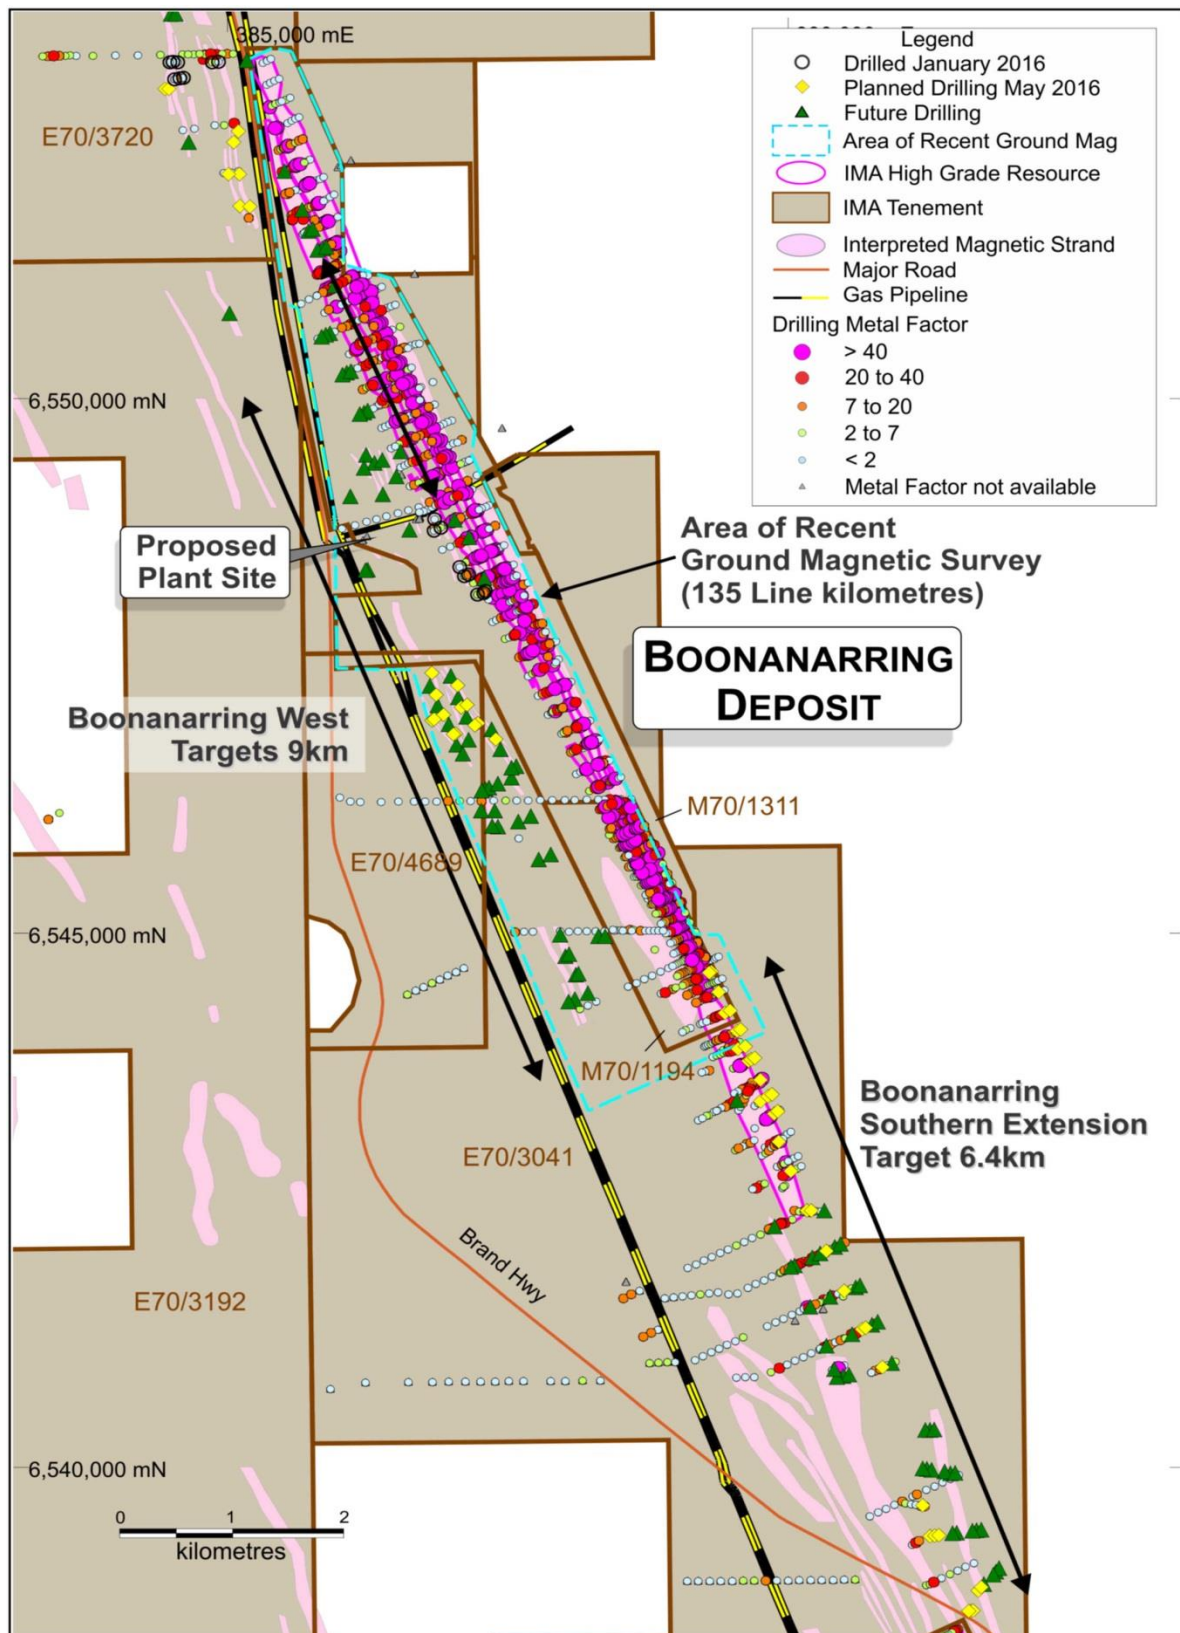 385,000 mE
Legend
Drilled January 2016
Planned Drilling May 2016
Future Drilling
Area of Recent Ground Mag
IMA High Grade Resource
IMA Tenement
Interpreted Magnetic Strand
Major Road
Gas Pipeline
Drilling Metal Factor
> 40
20 to 40
7 to 20
2 to 7
< 2
Metal Factor not available
E70/3720
6,550,000 mN
Proposed
Plant Site
Area of Recent
Ground Magnetic Survey
(135 Line kilometres)
BOONANARRING
DEPOSIT
Boonanarring West
Targets 9km
M70/1311
E70/4689
6,545,000 mN
M70/1194
Boonanarring
Southern Extension
Target 6.4km
E70/3041
Brand Hwy
E70/3192
6,540,000 mN
0 1 2
kilometres